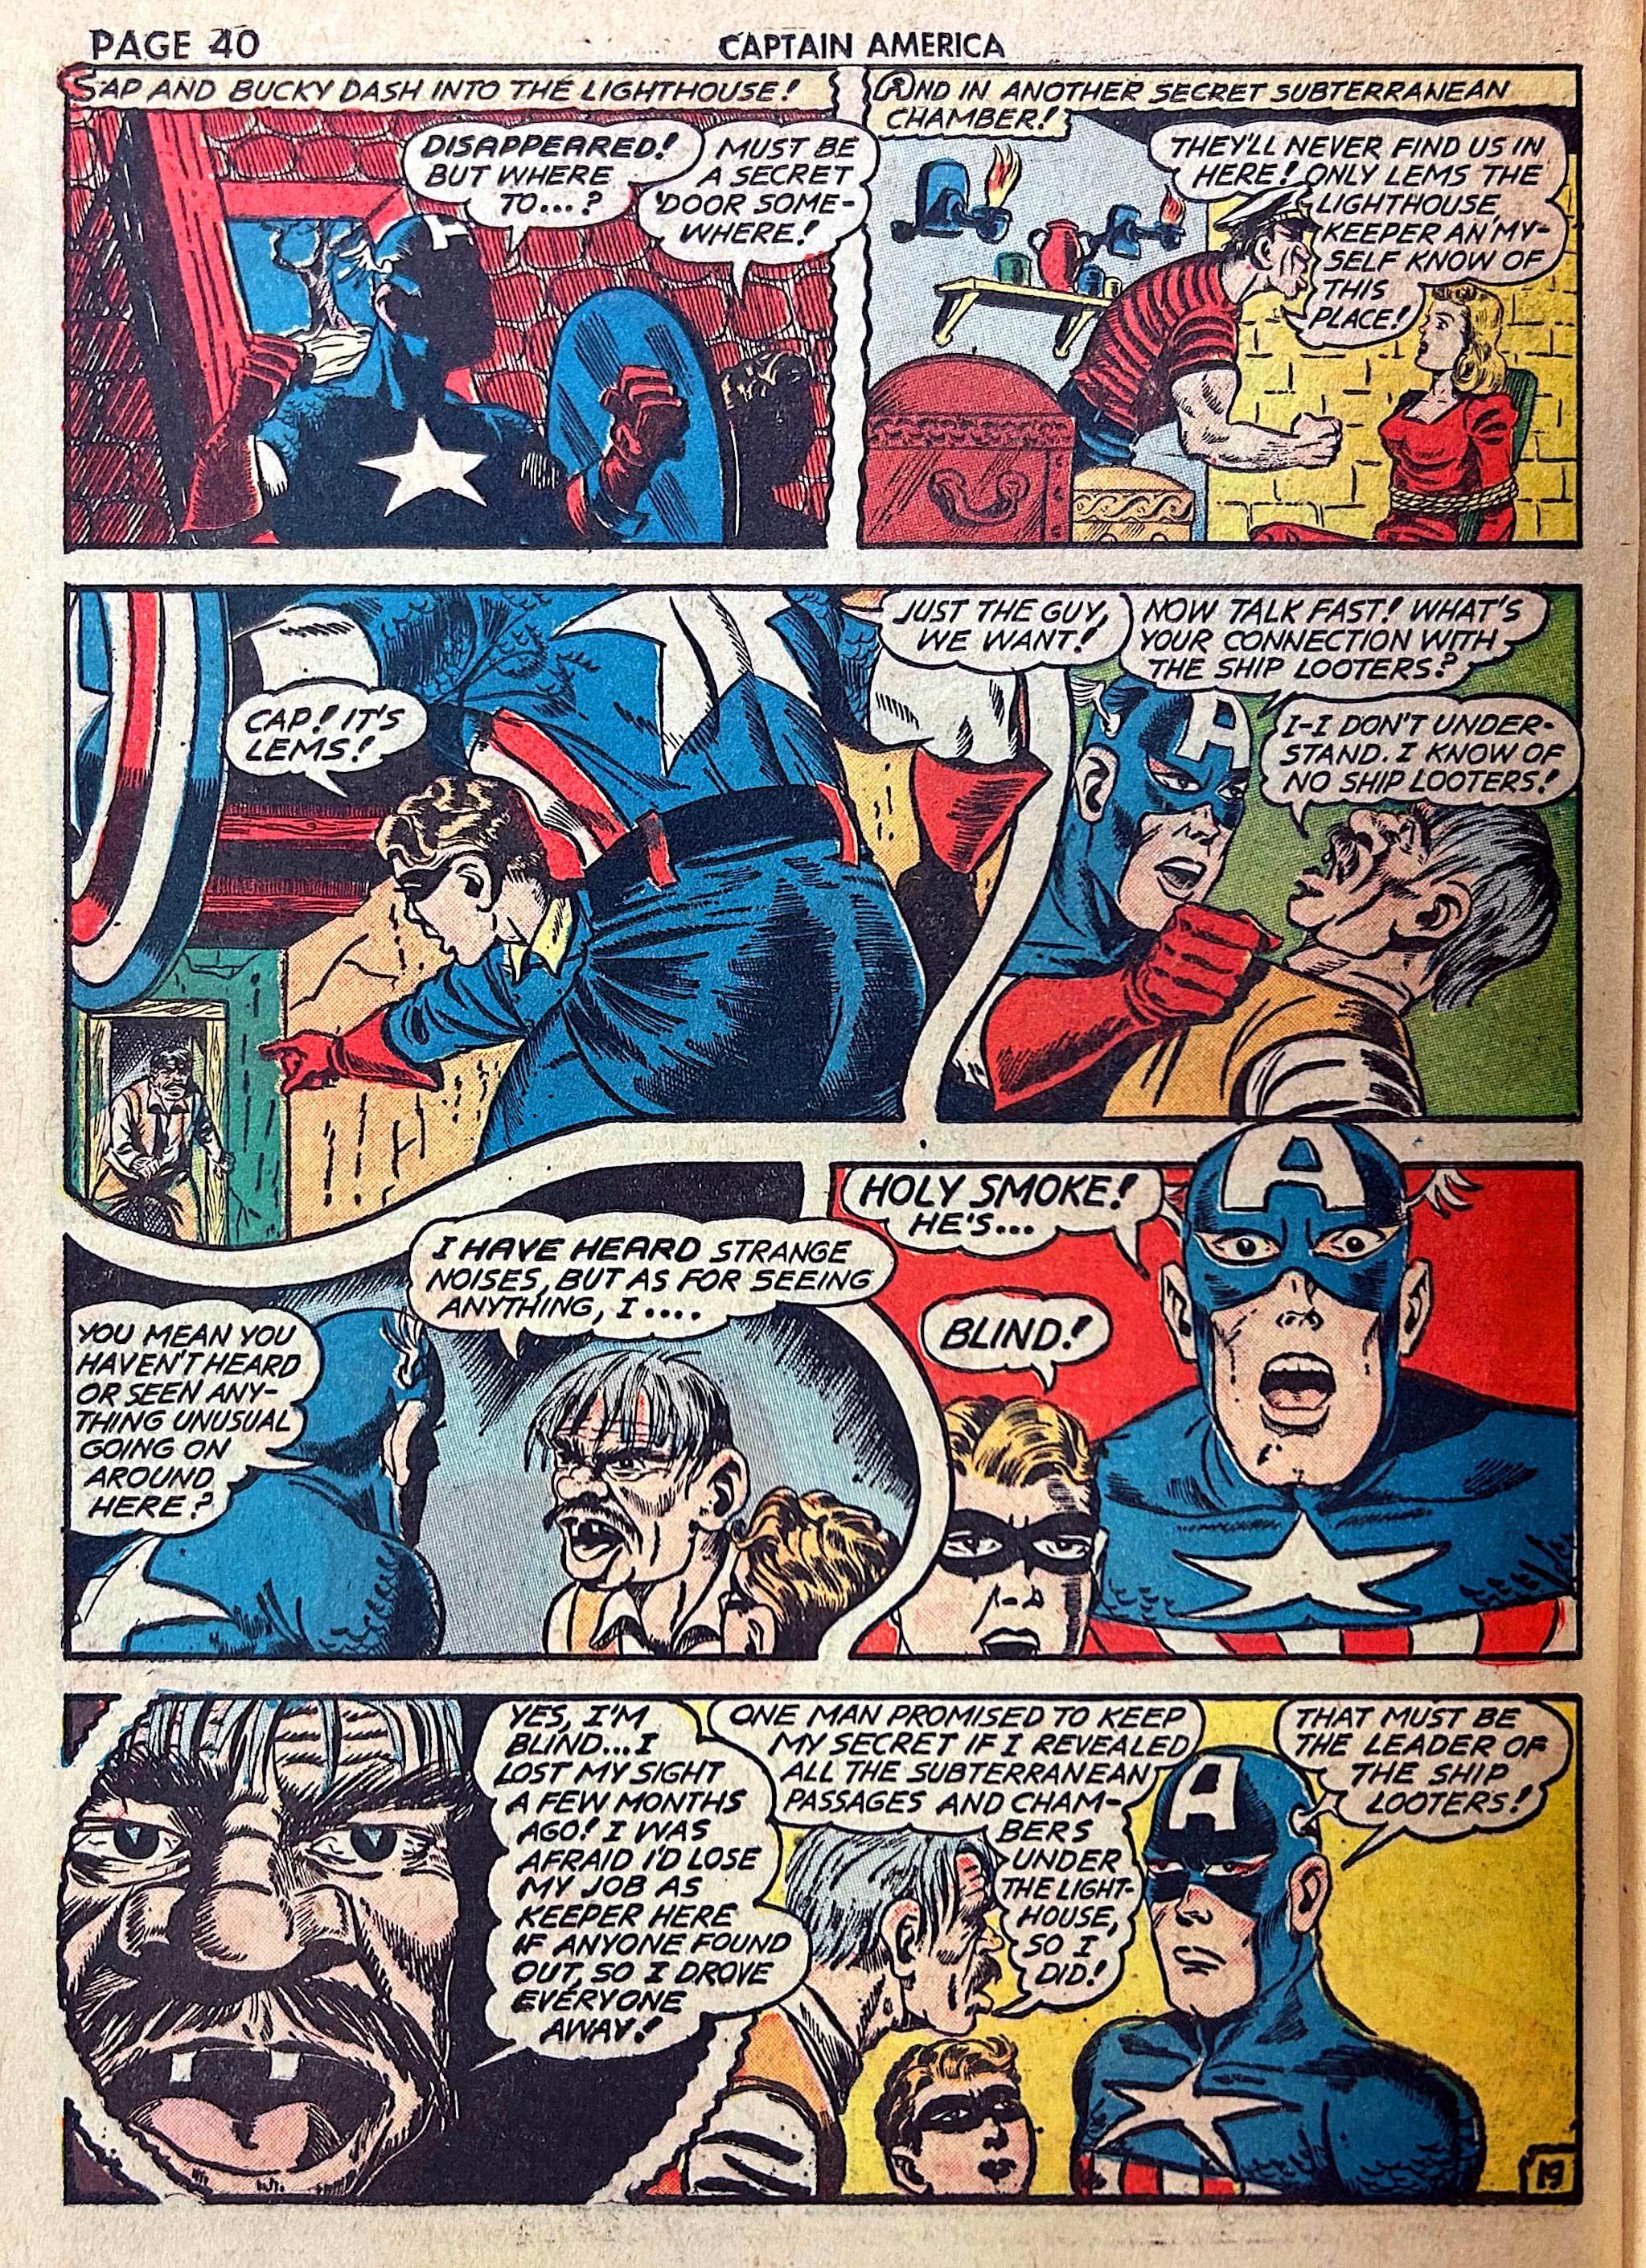 PAGE 40
CAPTAIN AMERICA
CAP AND BUCKY DASH INTO THE LIGHTHOUSE!
DISAPPEARED!
BUT WHERE
TO...?
MUST BE
A SECRET
DOOR SOME-
WHERE!
AND IN ANOTHER SECRET SUBTERRANEAN
CHAMBER!
THEY'LL NEVER FIND US IN
HERE! ONLY LEMS THE
LIGHTHOUSE
KEEPER AN' MY-
SELF KNOW OF
THIS
PLACE!
CAP! IT'S
LEMS!
JUST THE GUY,
WE WANT!
NOW TALK FAST! WHAT'S
YOUR CONNECTION WITH
THE SHIP LOOTERS?
I-I DON'T UNDER-
STAND. I KNOW OF
NO SHIP LOOTERS!
YOU MEAN YOU
HAVEN'T HEARD
OR SEEN ANY-
THING UNUSUAL
GOING ON
AROUND
HERE?
I HAVE HEARD STRANGE
NOISES, BUT AS FOR SEEING
ANYTHING, I....
HOLY SMOKE!
HE'S...
BLIND!
YES, I'M
BLIND...I
LOST MY SIGHT
A FEW MONTHS
AGO! I WAS
AFRAID I'D LOSE
MY JOB AS
KEEPER HERE
IF ANYONE FOUND
OUT, SO I DROVE
EVERYONE
AWAY!
ONE MAN PROMISED TO KEEP
MY SECRET IF I REVEALED
ALL THE SUBTERRANEAN
PASSAGES AND CHAM-
BERS
UNDER
THE LIGHT-
HOUSE,
SO I
DID!
THAT MUST BE
THE LEADER OF
THE SHIP
LOOTERS!
19